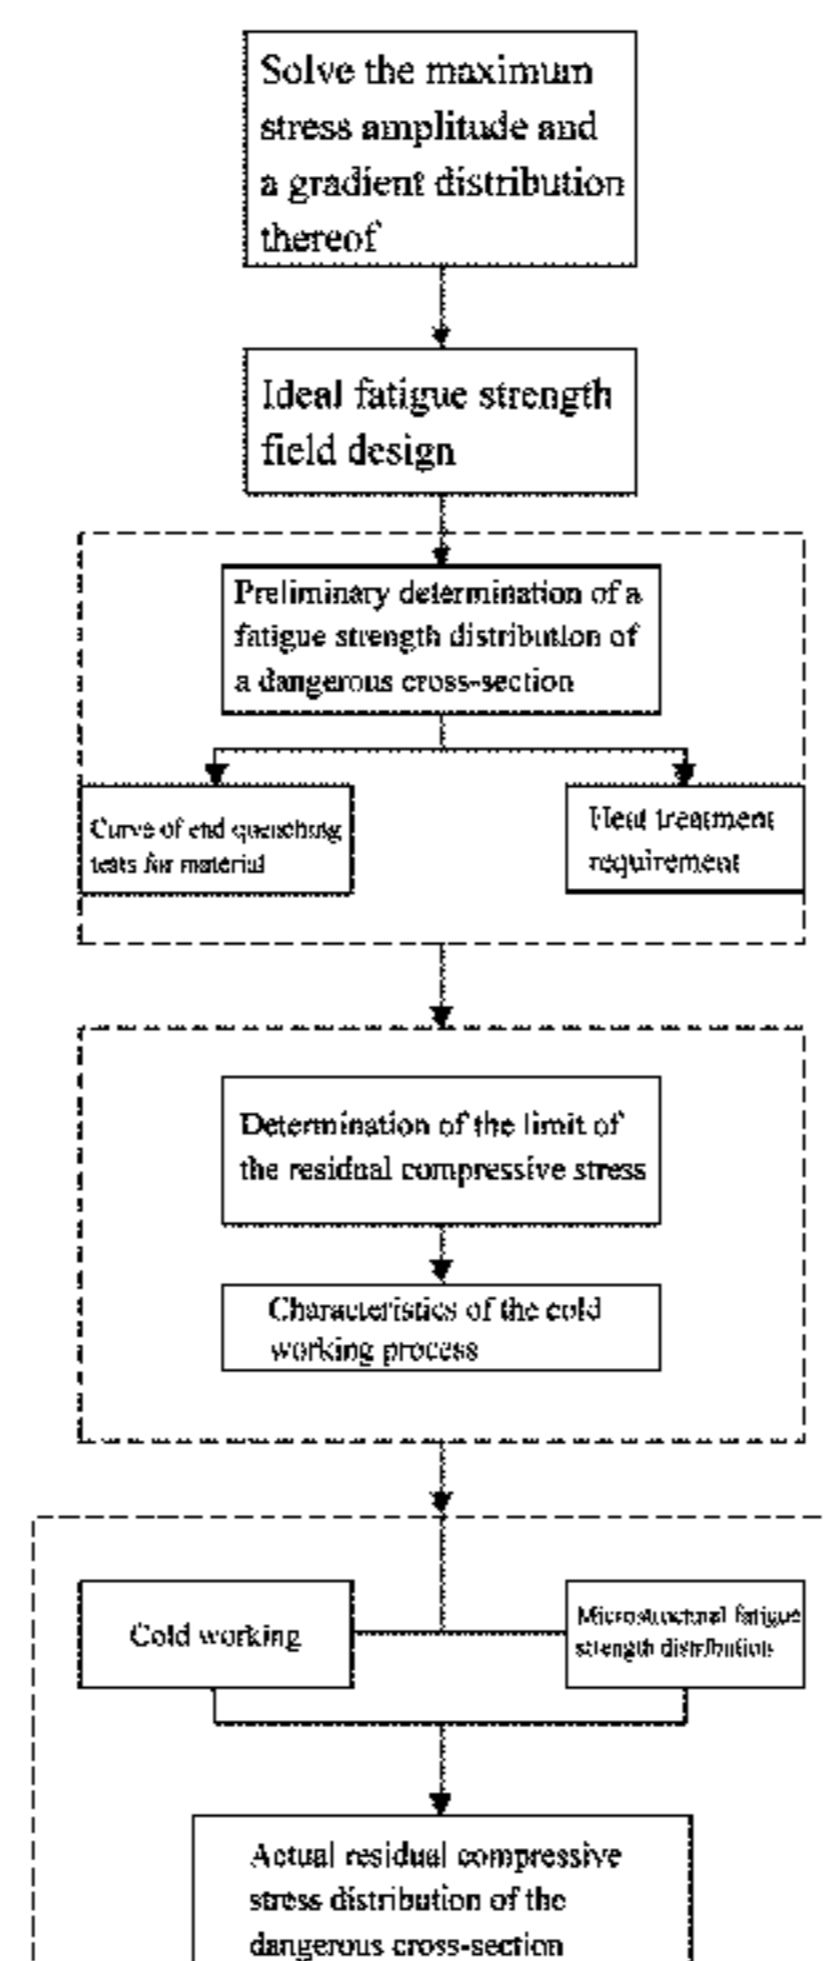 Solve the maximum
stress amplitude and
a gradient distribution
thereof
Ideal fatigue strength
field design
Preliminary determination of a
fatigue strength distribution of
a dangerous cross-section
Curve of end quenching
tests for material
Heat treatment
requirement
Determination of the limit of
the residual compressive stress
Characteristics of the cold
working process
Cold working
Microstructural fatigue
strength distribution
Actual residual compressive
stress distribution of the
dangerous cross-section